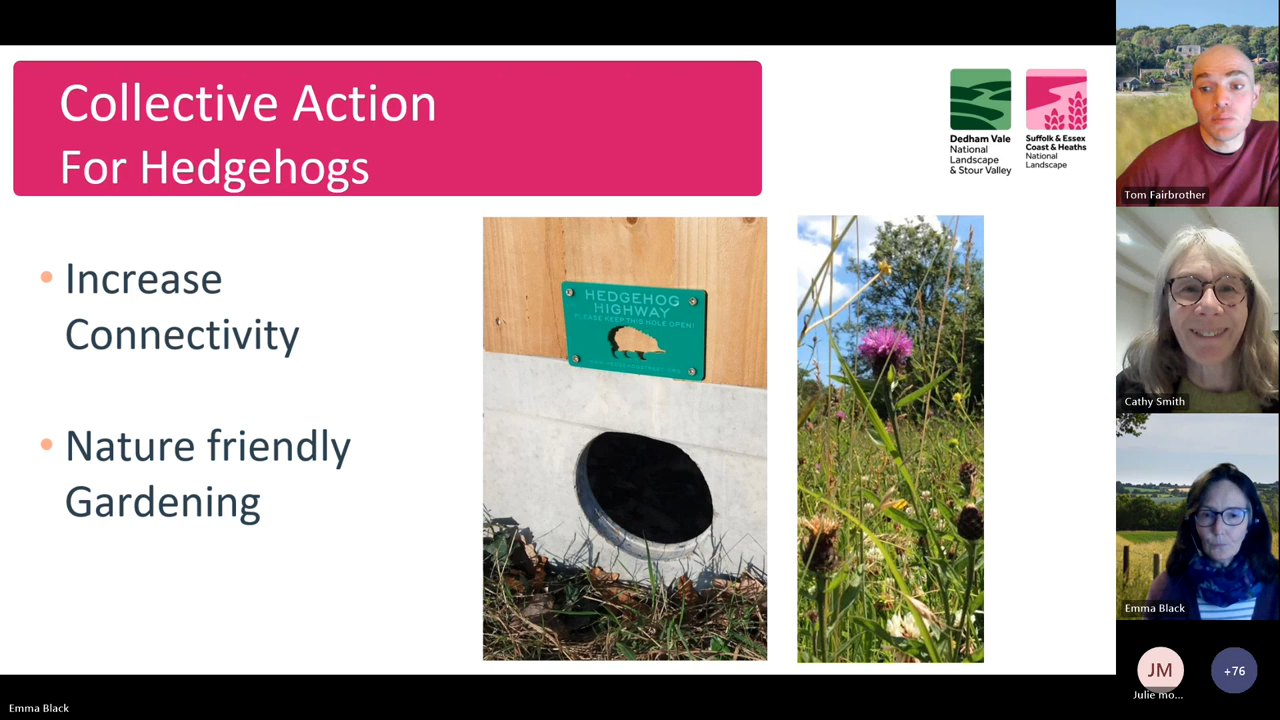 Collective Action
For Hedgehogs
Dedham Vale
National
Landscape
& Stour Valley
Suffolk & Essex
Coast & Heaths
National
Landscape
• Increase
Connectivity
• Nature friendly
Gardening
HEDGEHOG
HIGHWAY
PLEASE KEEP THIS HOLE OPEN!
Tom Fairbrother
Cathy Smith
Emma Black
JM
+76
Julie mo...
Emma Black